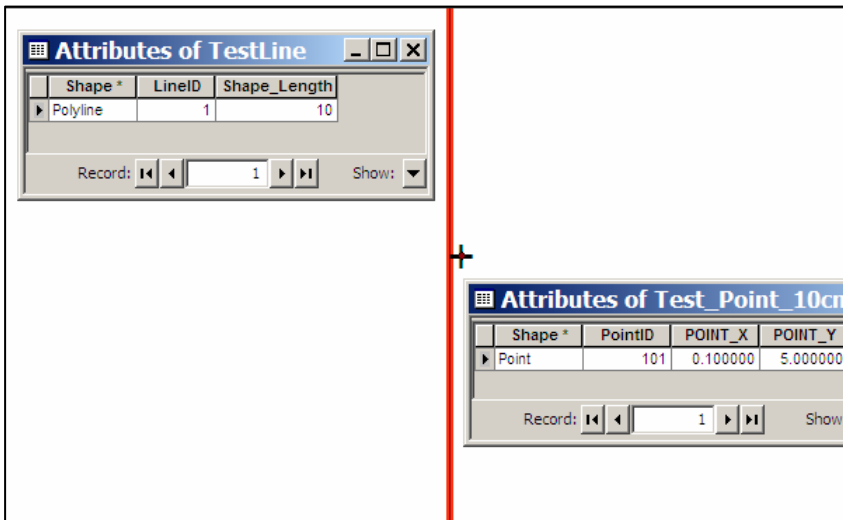 Attributes of TestLine
Shape * LineID Shape_Length
Polyline 1 10
Record: 1 Show:
Attributes of Test_Point_10cm
Shape * PointID POINT_X POINT_Y
Point 101 0.100000 5.000000
Record: 1 Show